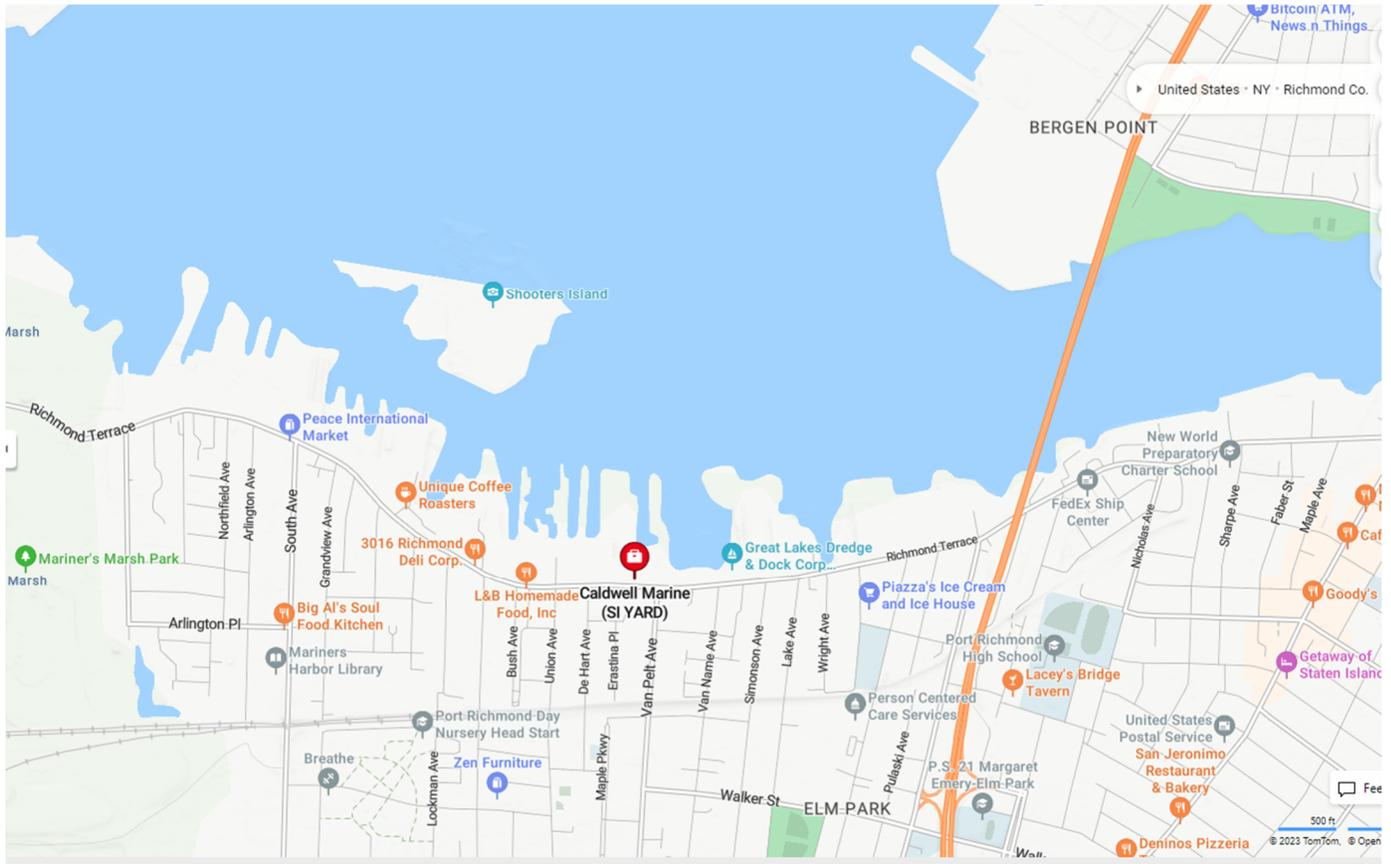 Bitcoin ATM,
News n Things
United States • NY • Richmond Co.
BERGEN POINT
Shooters Island
Marsh
Richmond Terrace
Peace International
Market
New World
Preparatory
Charter School
Unique Coffee
Roasters
FedEx Ship
Center
Northfield Ave
Arlington Ave
South Ave
Grandview Ave
Nicholas Ave
Sharpe Ave
Faber St
Maple Ave
3016 Richmond
Deli Corp.
Great Lakes Dredge
& Dock Corp...
Richmond Terrace
Mariner's Marsh Park
Marsh
L&B Homemade
Food, Inc
Caldwell Marine
(SI YARD)
Piazza's Ice Cream
and Ice House
Goody's
Big Al's Soul
Food Kitchen
Arlington Pl
Mariners
Harbor Library
Bush Ave
Union Ave
De Hart Ave
Erastina Pl
Van Pelt Ave
Van Name Ave
Simonson Ave
Lake Ave
Wright Ave
Port Richmond
High School
Lacey's Bridge
Tavern
Getaway of
Staten Island
Person Centered
Care Services
Port Richmond Day
Nursery Head Start
United States
Postal Service
San Jeronimo
Restaurant
& Bakery
Breathe
Zen Furniture
Lockman Ave
Maple Pkwy
Pulaski Ave
P.S. 21 Margaret
Emery-Elm Park
Walker St
ELM PARK
Fee
500 ft
© 2023 TomTom, © Open
Deninos Pizzeria